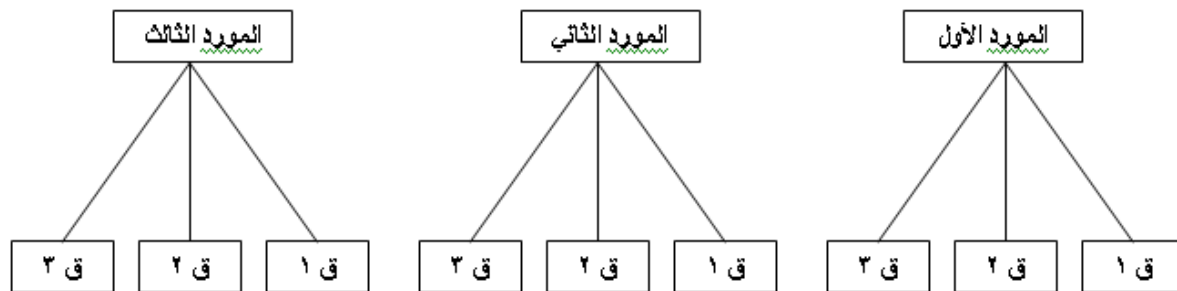 المورد الأول
المورد الثاني
المورد الثالث
ق ١
ق ٢
ق ٣
ق ١
ق ٢
ق ٣
ق ١
ق ٢
ق ٣